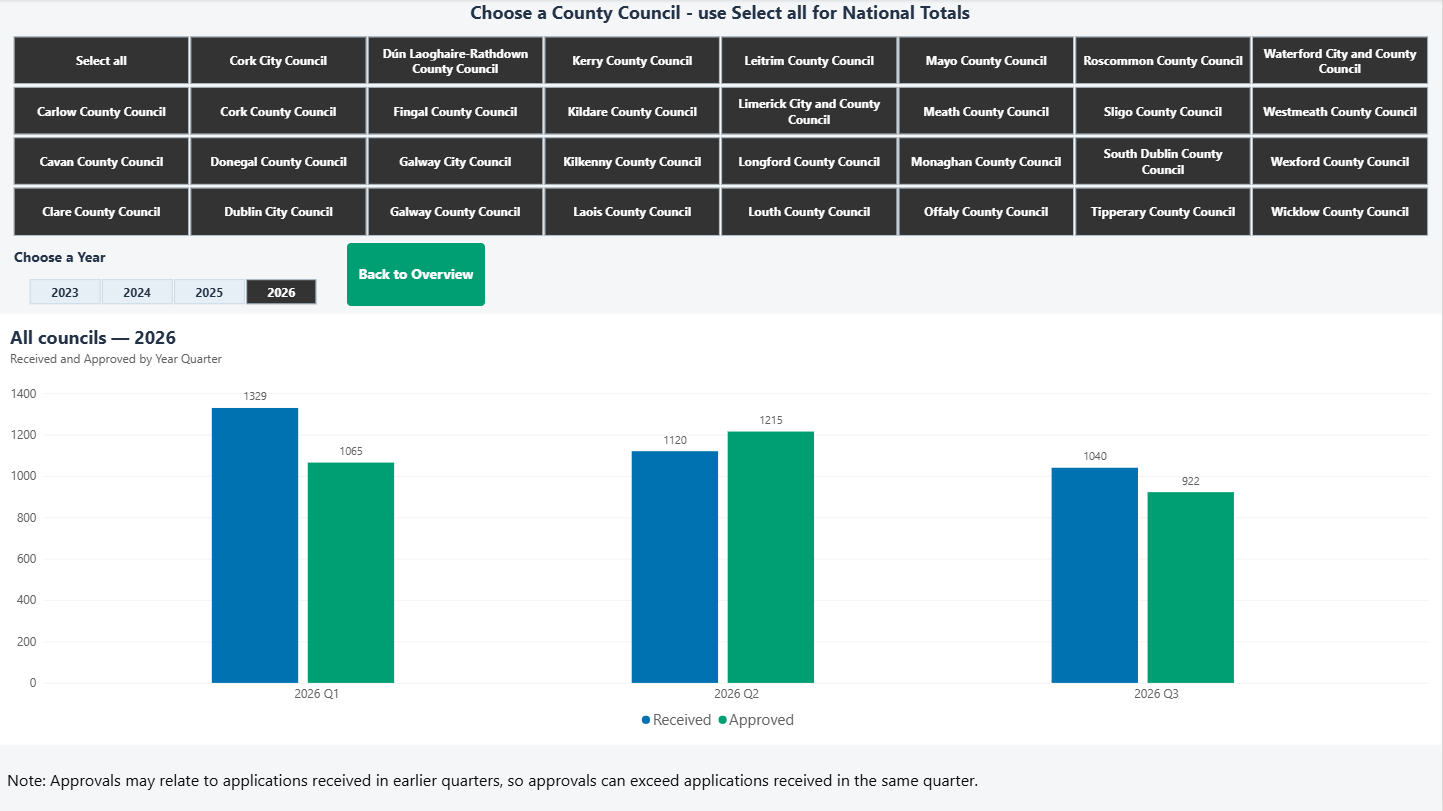 Choose a County Council - use Select all for National Totals
Select all
Cork City Council
Dún Laoghaire-Rathdown
County Council
Kerry County Council
Leitrim County Council
Mayo County Council
Roscommon County Council
Waterford City and County
Council
Carlow County Council
Cork County Council
Fingal County Council
Kildare County Council
Limerick City and County
Council
Meath County Council
Sligo County Council
Westmeath County Council
Cavan County Council
Donegal County Council
Galway City Council
Kilkenny County Council
Longford County Council
Monaghan County Council
South Dublin County
Council
Wexford County Council
Clare County Council
Dublin City Council
Galway County Council
Laois County Council
Louth County Council
Offaly County Council
Tipperary County Council
Wicklow County Council
Choose a Year
2023
2024
2025
2026
Back to Overview
All councils — 2026
Received and Approved by Year Quarter
1400
1200
1000
800
600
400
200
0
1329
1065
1120
1215
1040
922
2026 Q1
2026 Q2
2026 Q3
Received
Approved
Note: Approvals may relate to applications received in earlier quarters, so approvals can exceed applications received in the same quarter.